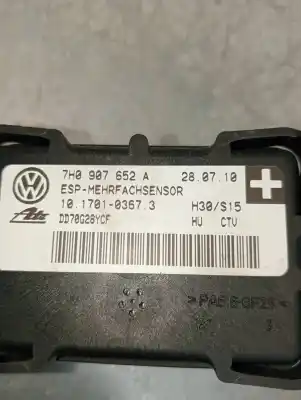 7H0 907 652 A 28.07.10
ESP-MEHRFACHSENSOR
10.1701-0367.3 H30/S15
Ate DD70G28YCF HU CTV